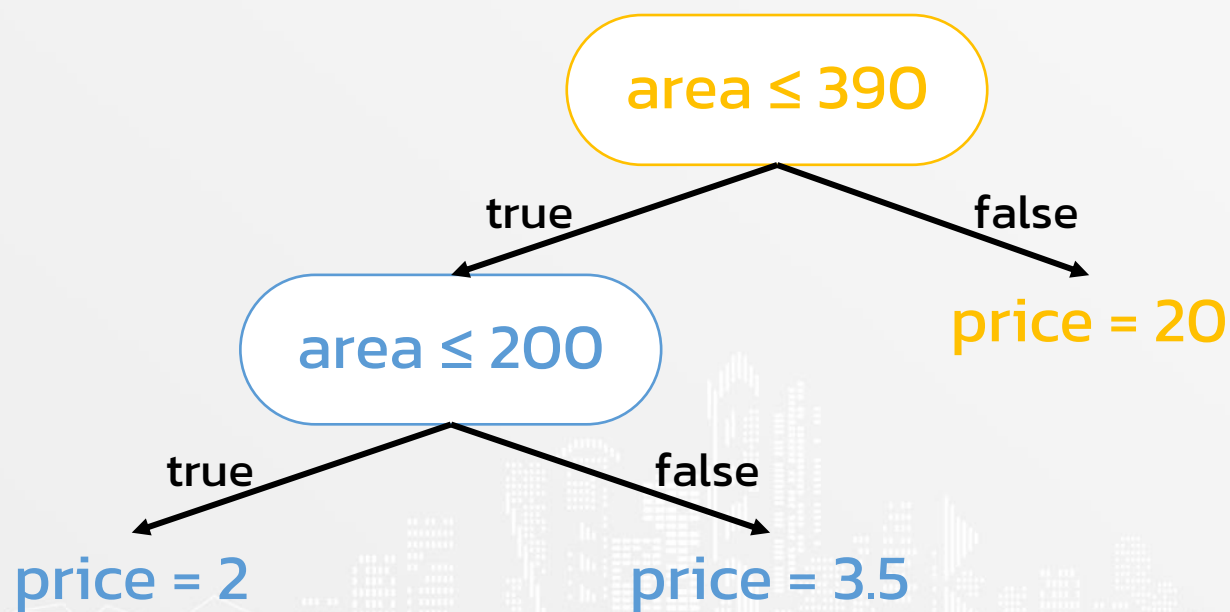 area ≤ 390
true
false
area ≤ 200
price = 20
true
false
price = 2
price = 3.5